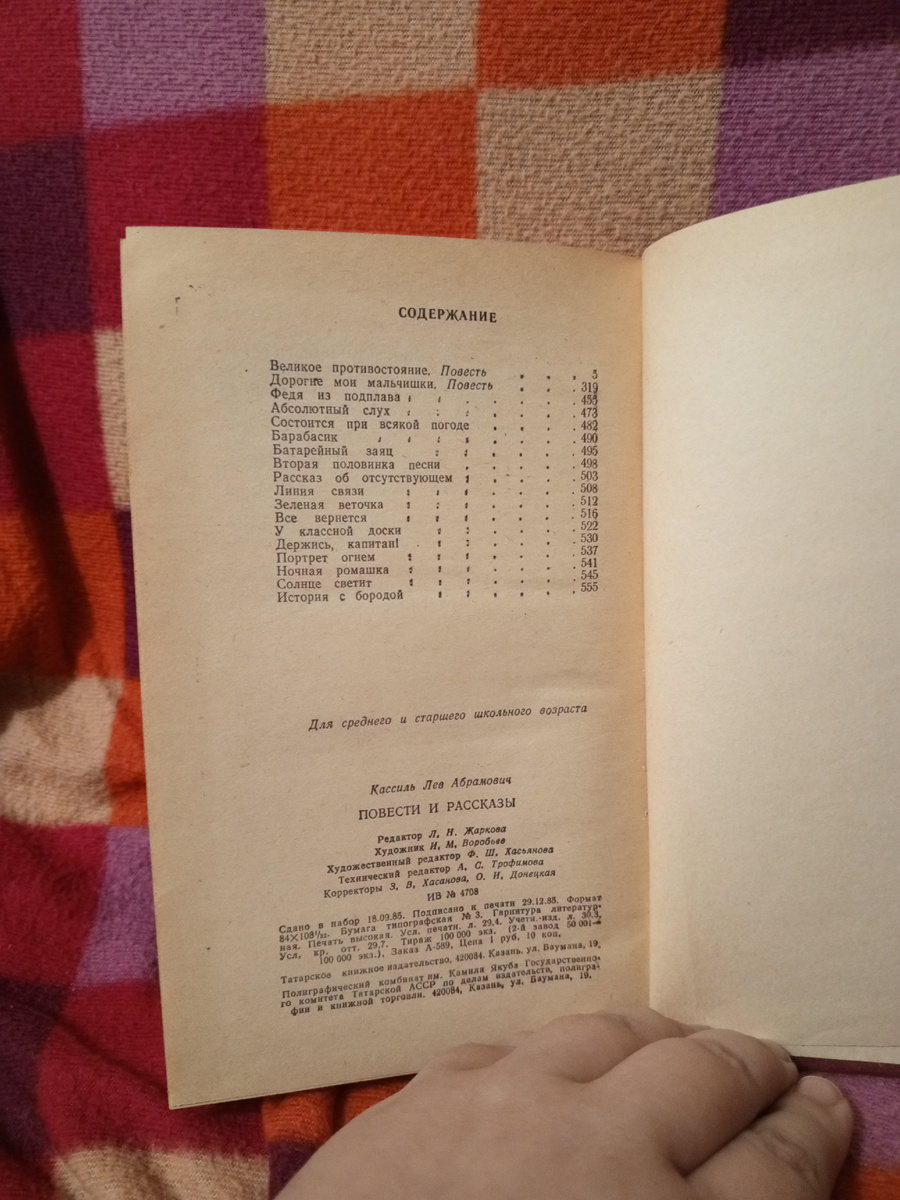 СОДЕРЖАНИЕ
Великое противостояние. Повесть . . . 5
Дорогие мои мальчишки. Повесть . . . 319
Федя из подплава . . . . . . 455
Абсолютный слух . . . . . . 473
Состоится при всякой погоде . . . . 482
Барабасик . . . . . . . . 490
Батарейный заяц . . . . . . 495
Вторая половинка песни . . . . . 498
Рассказ об отсутствующем . . . . . 503
Линия связи . . . . . . . 508
Зеленая веточка . . . . . . . 512
Все вернется . . . . . . . 516
У классной доски . . . . . . 522
Держись, капитан! . . . . . . 530
Портрет огнем . . . . . . . 537
Ночная ромашка . . . . . . . 541
Солнце светит . . . . . . . 545
История с бородой . . . . . . 555
Для среднего и старшего школьного возраста
Кассиль Лев Абрамович
ПОВЕСТИ И РАССКАЗЫ
Редактор Л. Н. Жаркова
Художник И. М. Воробьев
Художественный редактор Ф. Ш. Хасьянова
Технический редактор А. С. Трофимова
Корректоры З. В. Хасанова, О. И. Донецкая
ИВ № 4708
Сдано в набор 18.09.85. Подписано к печати 29.12.85. Формат
84×108¹/₃₂. Бумага типографская № 3. Гарнитура литератур-
ная. Печать высокая. Усл. печатн. л. 29,4. Учетн.-изд. л. 30,3.
Усл. кр. отт. 29,7. Тираж 100 000 экз. (2-й завод 50 001—
100 000 экз.). Заказ А-589. Цена 1 руб. 10 коп.
Татарское книжное издательство. 420084. Казань, ул. Баумана, 19.
Полиграфический комбинат им. Камиля Якуба Государственно-
го комитета Татарской АССР по делам издательств, полигра-
фии и книжной торговли. 420084, Казань, ул. Баумана, 19.